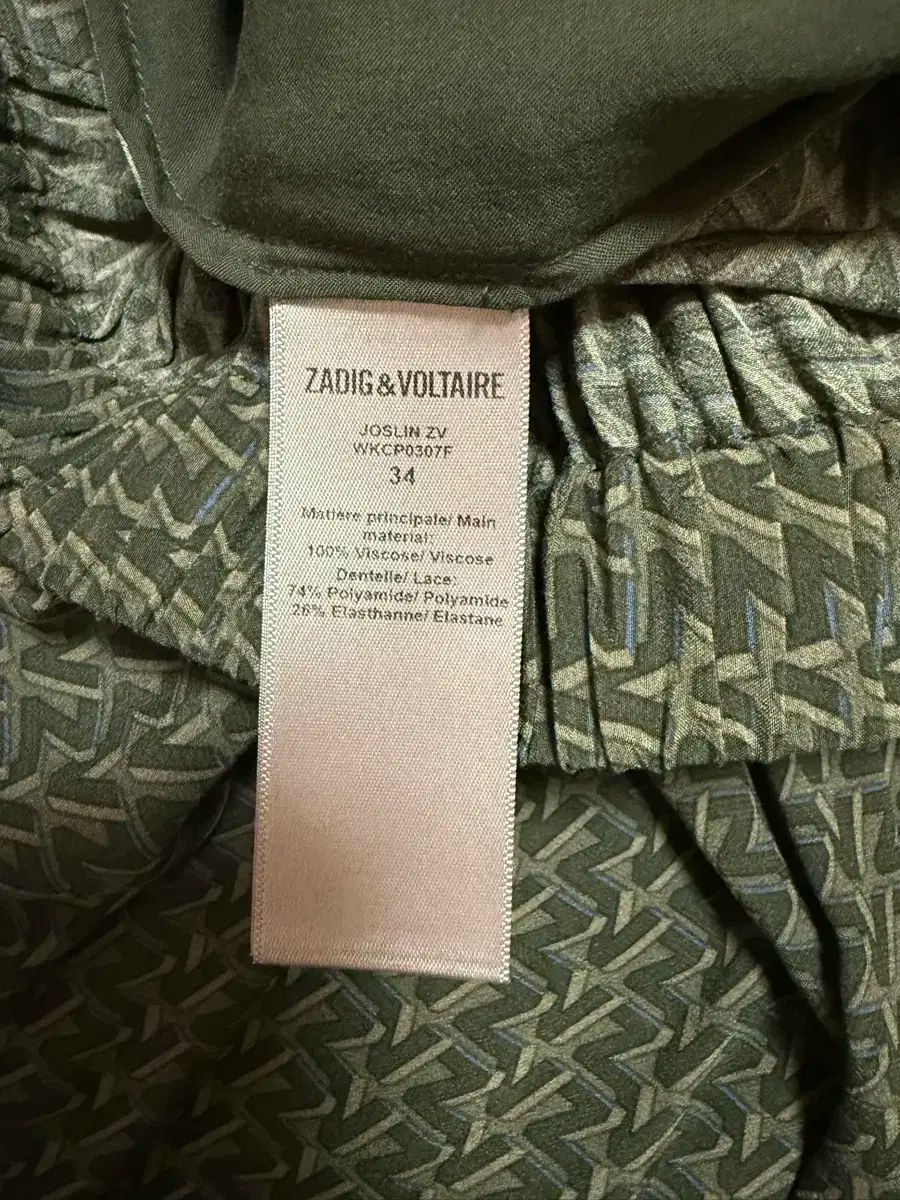 ZADIG&VOLTAIRE
JOSLIN ZV
WKCP0307F
34
Matière principale/ Main
material:
100% Viscose/ Viscose
Dentelle/ Lace:
74% Polyamide/ Polyamide
26% Elasthanne/ Elastane